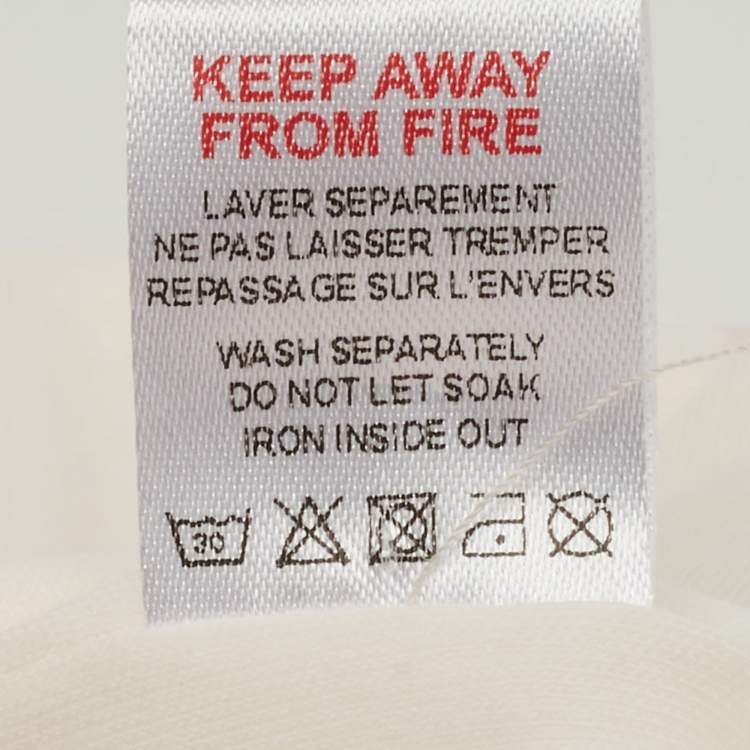 KEEP AWAY
FROM FIRE
LAVER SEPAREMENT
NE PAS LAISSER TREMPER
REPASSAGE SUR L'ENVERS
WASH SEPARATELY
DO NOT LET SOAK
IRON INSIDE OUT
30